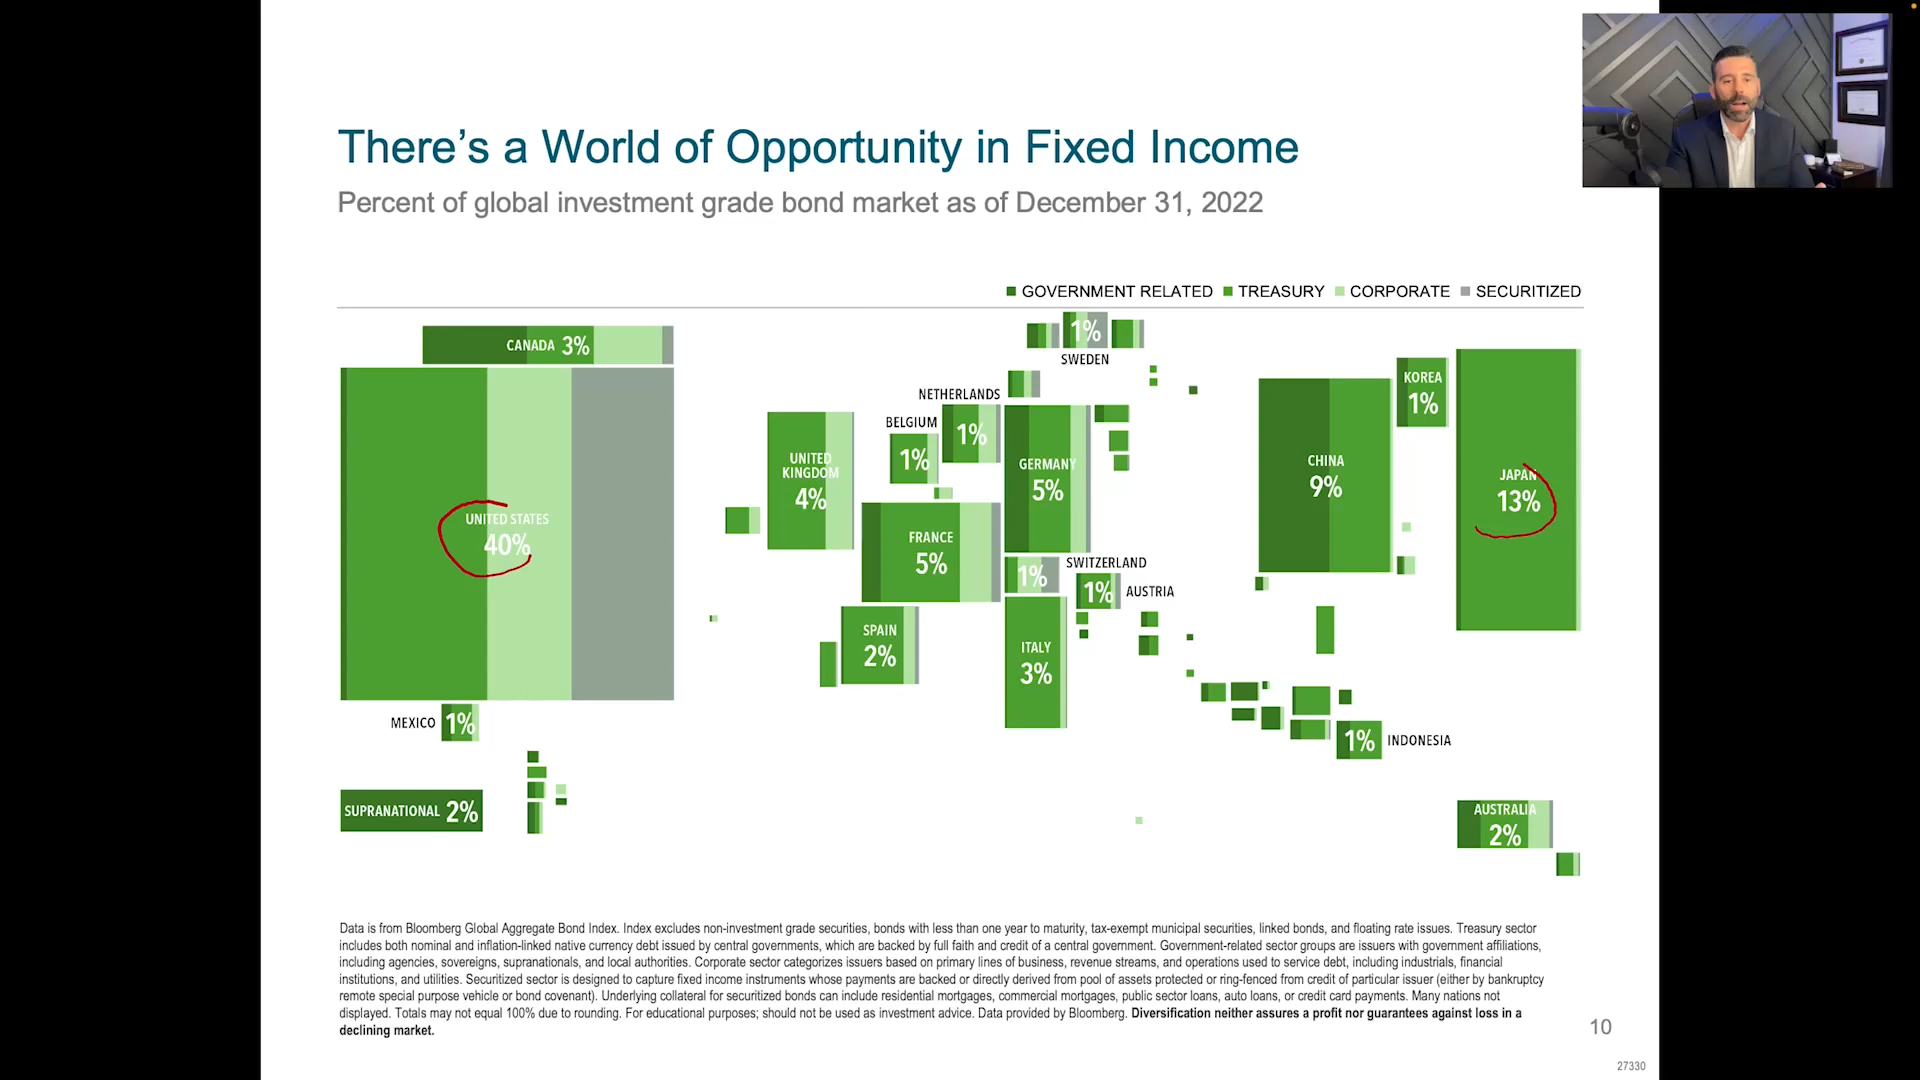 There's a World of Opportunity in Fixed Income
Percent of global investment grade bond market as of December 31, 2022
GOVERNMENT RELATED TREASURY CORPORATE SECURITIZED
CANADA 3%
1%
SWEDEN
NETHERLANDS
1%
BELGIUM
1%
UNITED
KINGDOM
4%
GERMANY
5%
CHINA
9%
KOREA
1%
JAPAN
13%
UNITED STATES
40%
FRANCE
5%
1%
SWITZERLAND
1% AUSTRIA
SPAIN
2%
ITALY
3%
MEXICO 1%
1% INDONESIA
SUPRANATIONAL 2%
AUSTRALIA
2%
Data is from Bloomberg Global Aggregate Bond Index. Index excludes non-investment grade securities, bonds with less than one year to maturity, tax-exempt municipal securities, linked bonds, and floating rate issues. Treasury sector
includes both nominal and inflation-linked native currency debt issued by central governments, which are backed by full faith and credit of a central government. Government-related sector groups are issuers with government affiliations,
including agencies, sovereigns, supranationals, and local authorities. Corporate sector categorizes issuers based on primary lines of business, revenue streams, and operations used to service debt, including industrials, financial
institutions, and utilities. Securitized sector is designed to capture fixed income instruments whose payments are backed or directly derived from pool of assets protected or ring-fenced from credit of particular issuer (either by bankruptcy
remote special purpose vehicle or bond covenant). Underlying collateral for securitized bonds can include residential mortgages, commercial mortgages, public sector loans, auto loans, or credit card payments. Many nations not
displayed. Totals may not equal 100% due to rounding. For educational purposes; should not be used as investment advice. Data provided by Bloomberg. Diversification neither assures a profit nor guarantees against loss in a
declining market.
10
27330